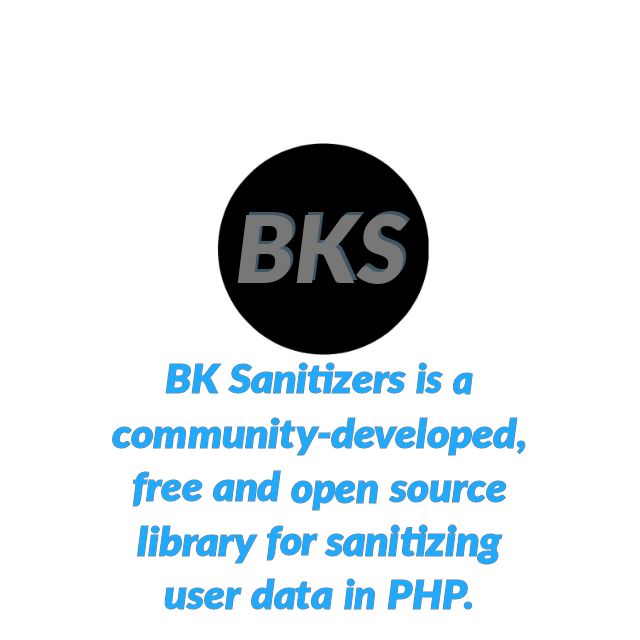 BKS
BK Sanitizers is a
community-developed,
free and open source
library for sanitizing
user data in PHP.